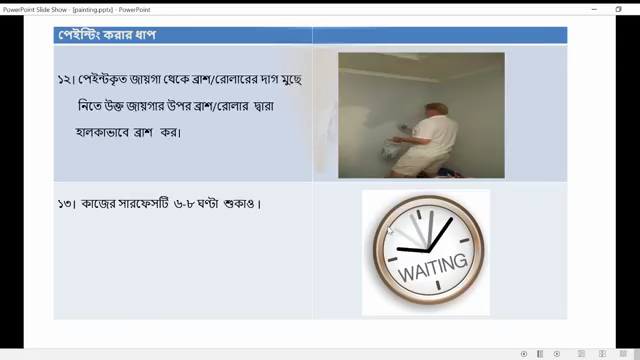 PowerPoint Slide Show - [painting.pptx] - PowerPoint
পেইন্টিং করার ধাপ
১২। পেইন্টকৃত জায়গা থেকে ব্রাশ/রোলারের দাগ মুছে
নিতে উক্ত জায়গার উপর ব্রাশ/রোলার দ্বারা
হালকাভাবে ব্রাশ কর।
১৩। কাজের সারফেসটি ৬-৮ ঘণ্টা শুকাও।
WAITING